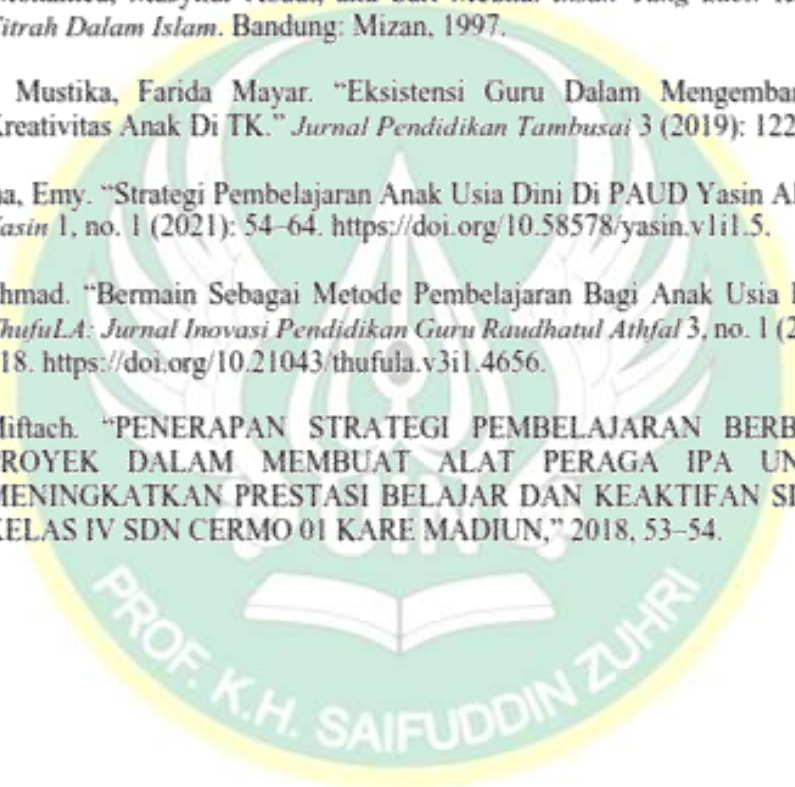 Fitrah Dalam Islam. Bandung: Mizan, 1997.
Mustika, Farida Mayar. “Eksistensi Guru Dalam
Kreativitas Anak Di TK.” Jurnal Pendidikan Tambusai 3 (2019): 122
Emy. “Strategi Pembelajaran Anak Usia Dini Di PAUD Yasin
Yasin 1, no. 1 (2021): 54–64. https://doi.org/10.58578/yasin.v1i1.5.
“Bermain Sebagai Metode Pembelajaran Bagi Anak Usia
ThufuLA: Jurnal Inovasi Pendidikan Guru Raudhatul Athfal 3, no. 1
18. https://doi.org/10.21043/thufula.v3i1.4656.
Miftach. “PENERAPAN STRATEGI PEMBELAJARAN
PROYEK DALAM MEMBUAT ALAT PERAGA IPA
MENINGKATKAN PRESTASI BELAJAR DAN KEAKTIFAN
KELAS IV SDN CERMO 01 KARE MADIUN,” 2018, 53–54.
UIN
PROF. K.H. SAIFUDDIN ZUHRI